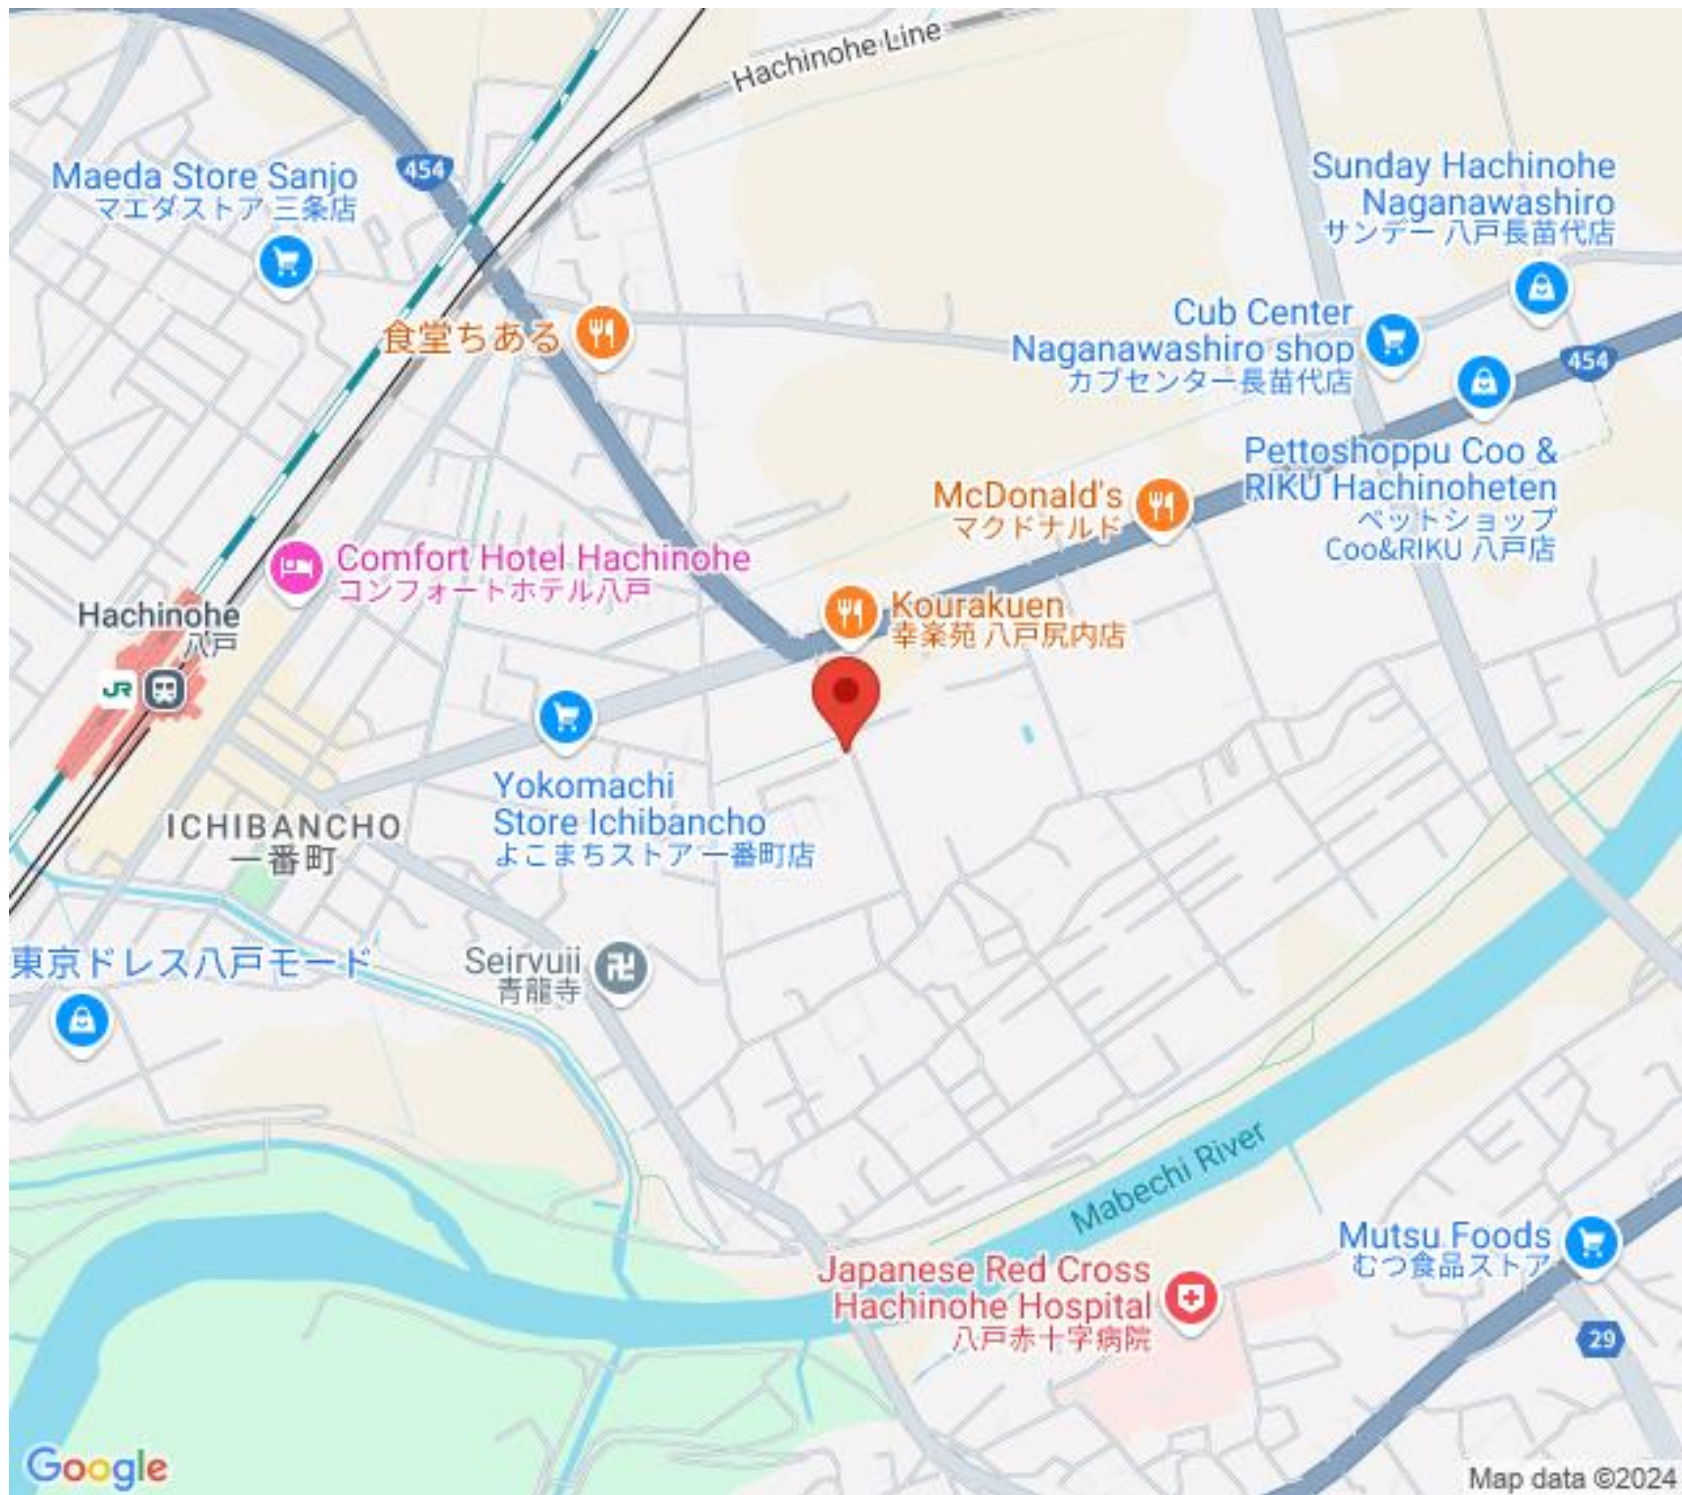 Hachinohe Line
454
Maeda Store Sanjo
マエダストア 三条店
Sunday Hachinohe
Naganawashiro
サンデー 八戸長苗代店
食堂ちある
Cub Center
Naganawashiro shop
カブセンター長苗代店
454
Pettoshoppu Coo &
RIKU Hachinoheten
ペットショップ
Coo&RIKU 八戸店
McDonald's
マクドナルド
Comfort Hotel Hachinohe
コンフォートホテル八戸
Kourakuen
幸楽苑 八戸尻内店
Hachinohe
八戸
JR
Yokomachi
Store Ichibancho
よこまちストア 一番町店
ICHIBANCHO
一番町
東京ドレス八戸モード
Seiryuji
青龍寺
Mabechi River
Japanese Red Cross
Hachinohe Hospital
八戸赤十字病院
Mutsu Foods
むつ食品ストア
29
Google
Map data ©2024